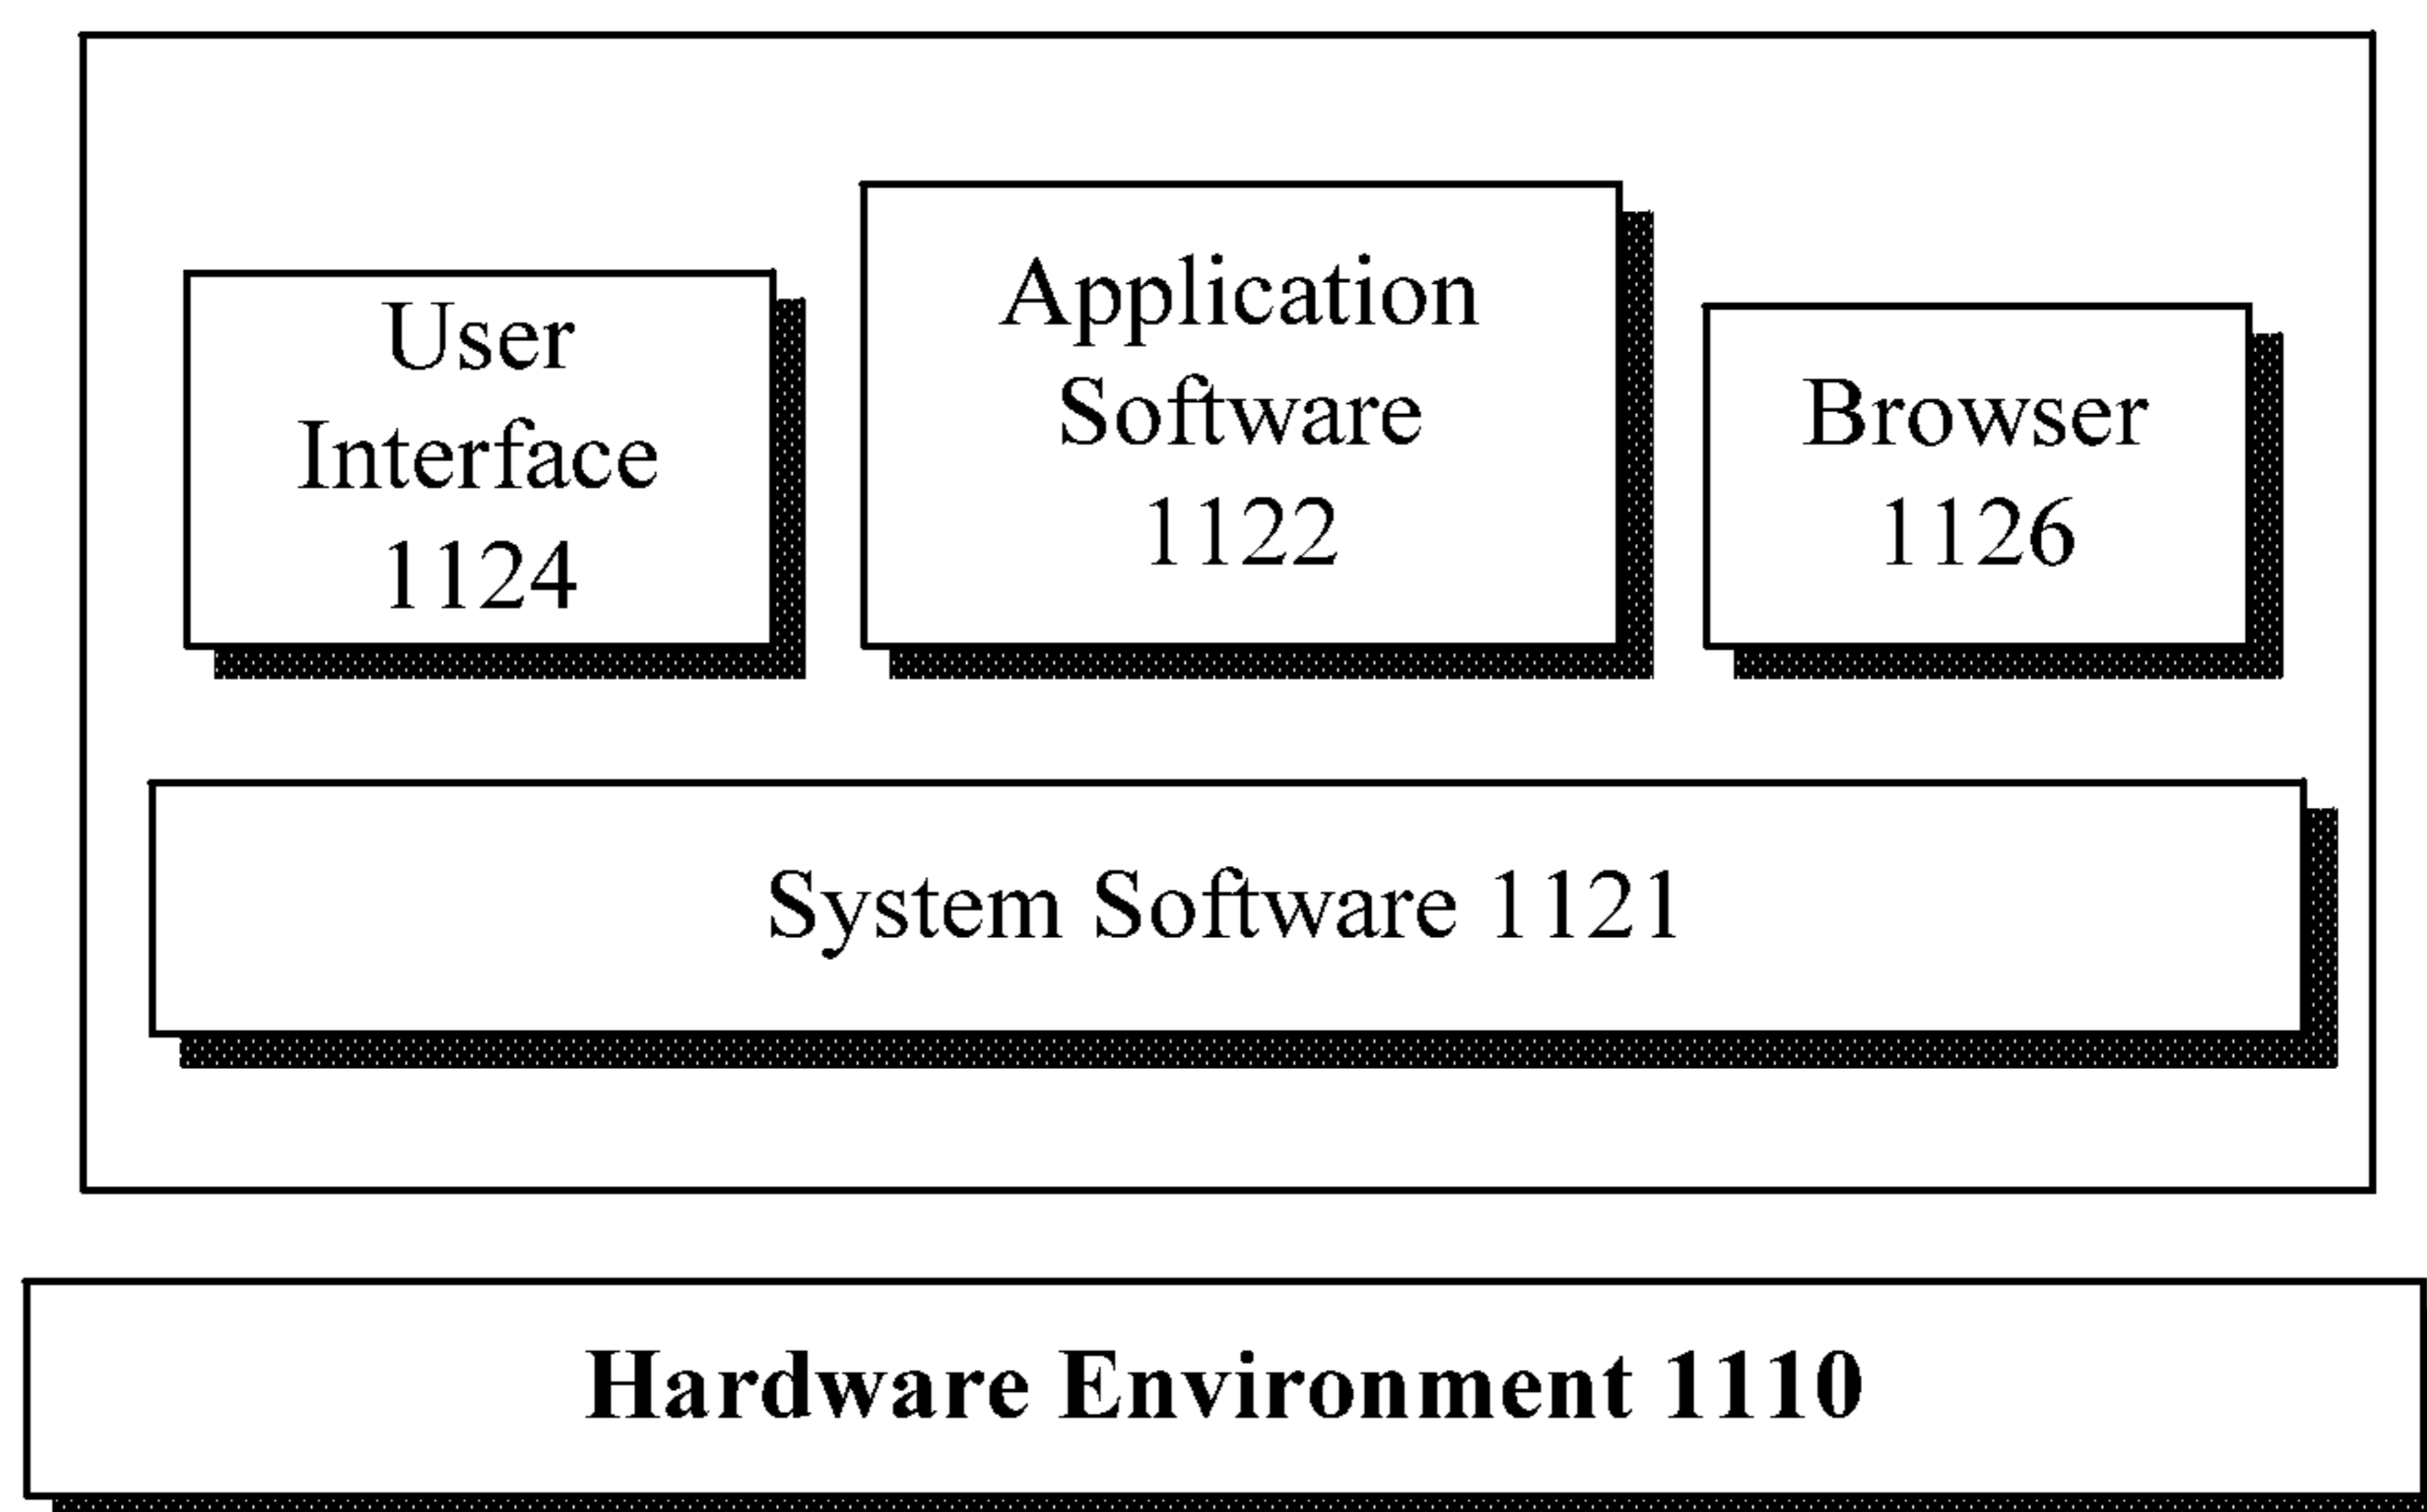 User
Interface
1124
Application
Software
1122
Browser
1126
System Software 1121
Hardware Environment 1110